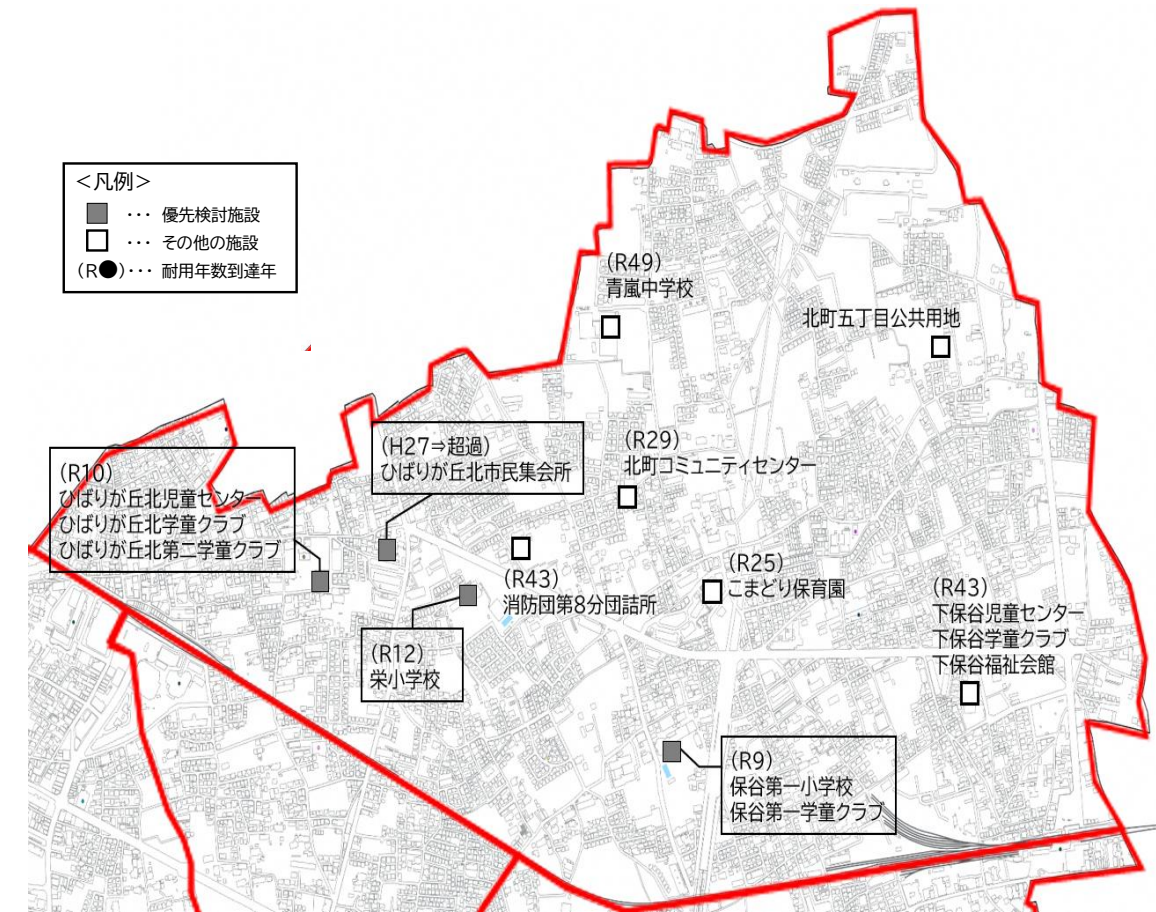 ＜凡例＞
･･･ 優先検討施設
･･･ その他の施設
(R●)･･･ 耐用年数到達年
(R49)
青嵐中学校
北町五丁目公共用地
(H27⇒超過)
ひばりが丘北市民集会所
(R29)
北町コミュニティセンター
(R10)
ひばりが丘北児童センター
ひばりが丘北学童クラブ
ひばりが丘北第二学童クラブ
(R43)
消防団第8分団詰所
(R25)
こまどり保育園
(R43)
下保谷児童センター
下保谷学童クラブ
下保谷福祉会館
(R12)
栄小学校
(R9)
保谷第一小学校
保谷第一学童クラブ